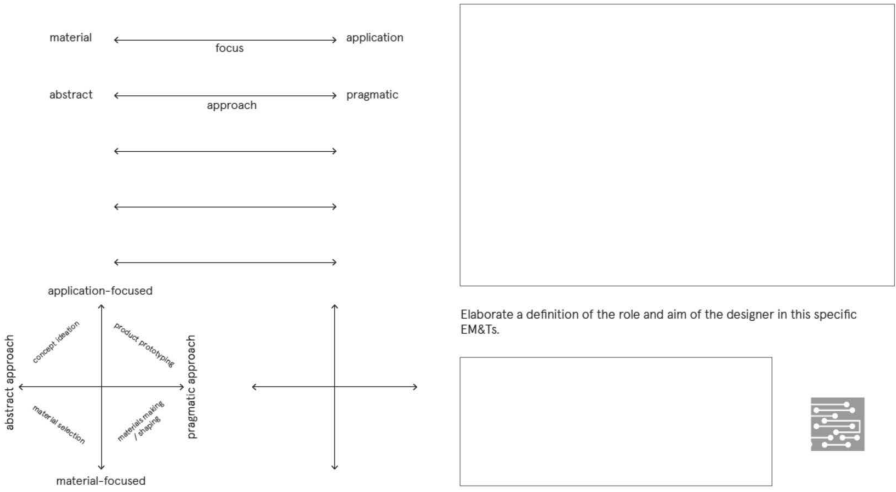 material
application
focus
abstract
pragmatic
approach
application-focused
abstract approach
concept ideation
product prototyping
pragmatic approach
material selection
materials making
/ shaping
material-focused
Elaborate a definition of the role and aim of the designer in this specific
EM&Ts.